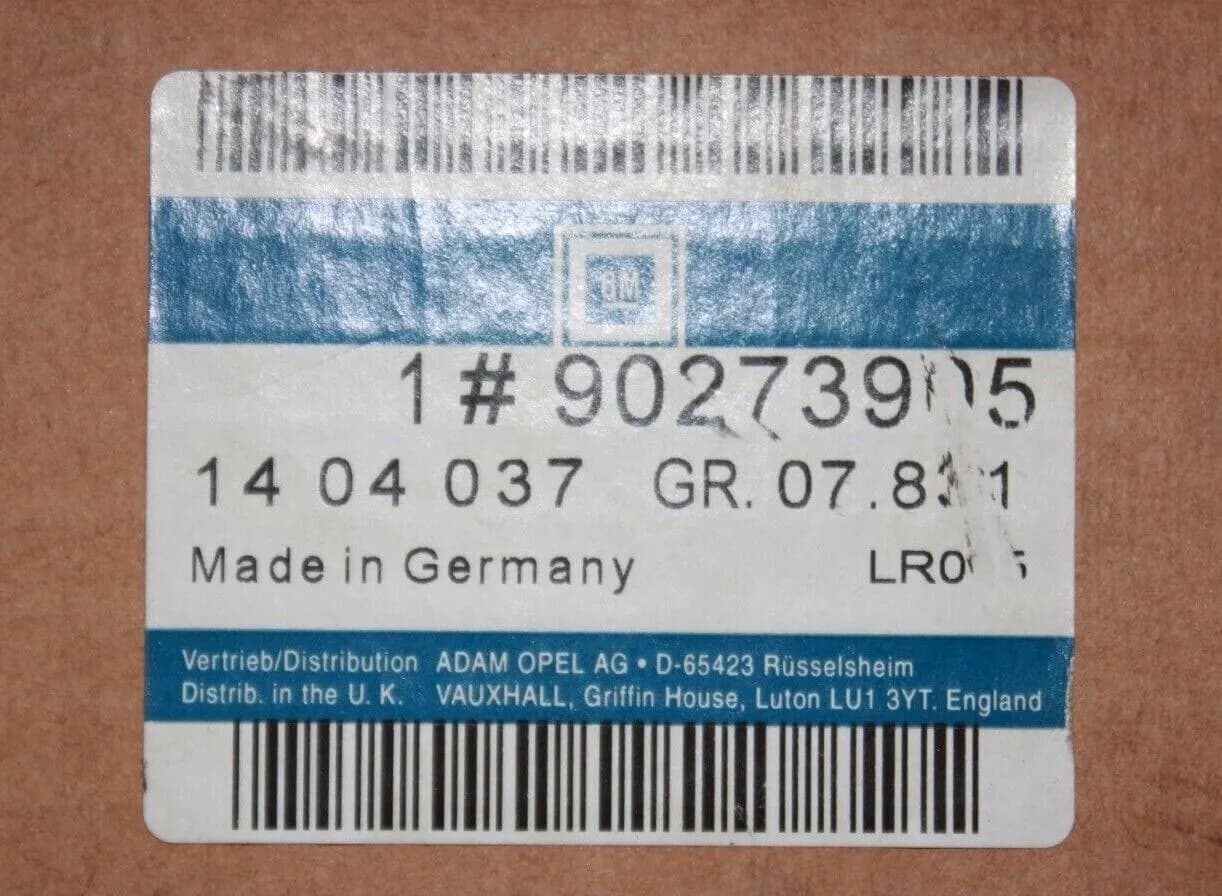 GM
1 #
14 04 037 GR.
Made in Germany
Vertrieb/Distribution ADAM OPEL AG • D-65423 Rüsselsheim
Distrib. in the U. K. VAUXHALL, Griffin House, Luton LU1 3YT. England